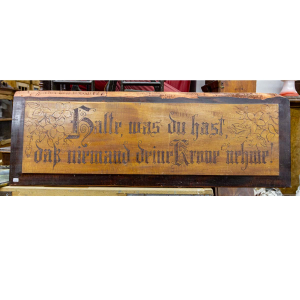 Halte was du hast,
daß niemand deine Krone nehme!